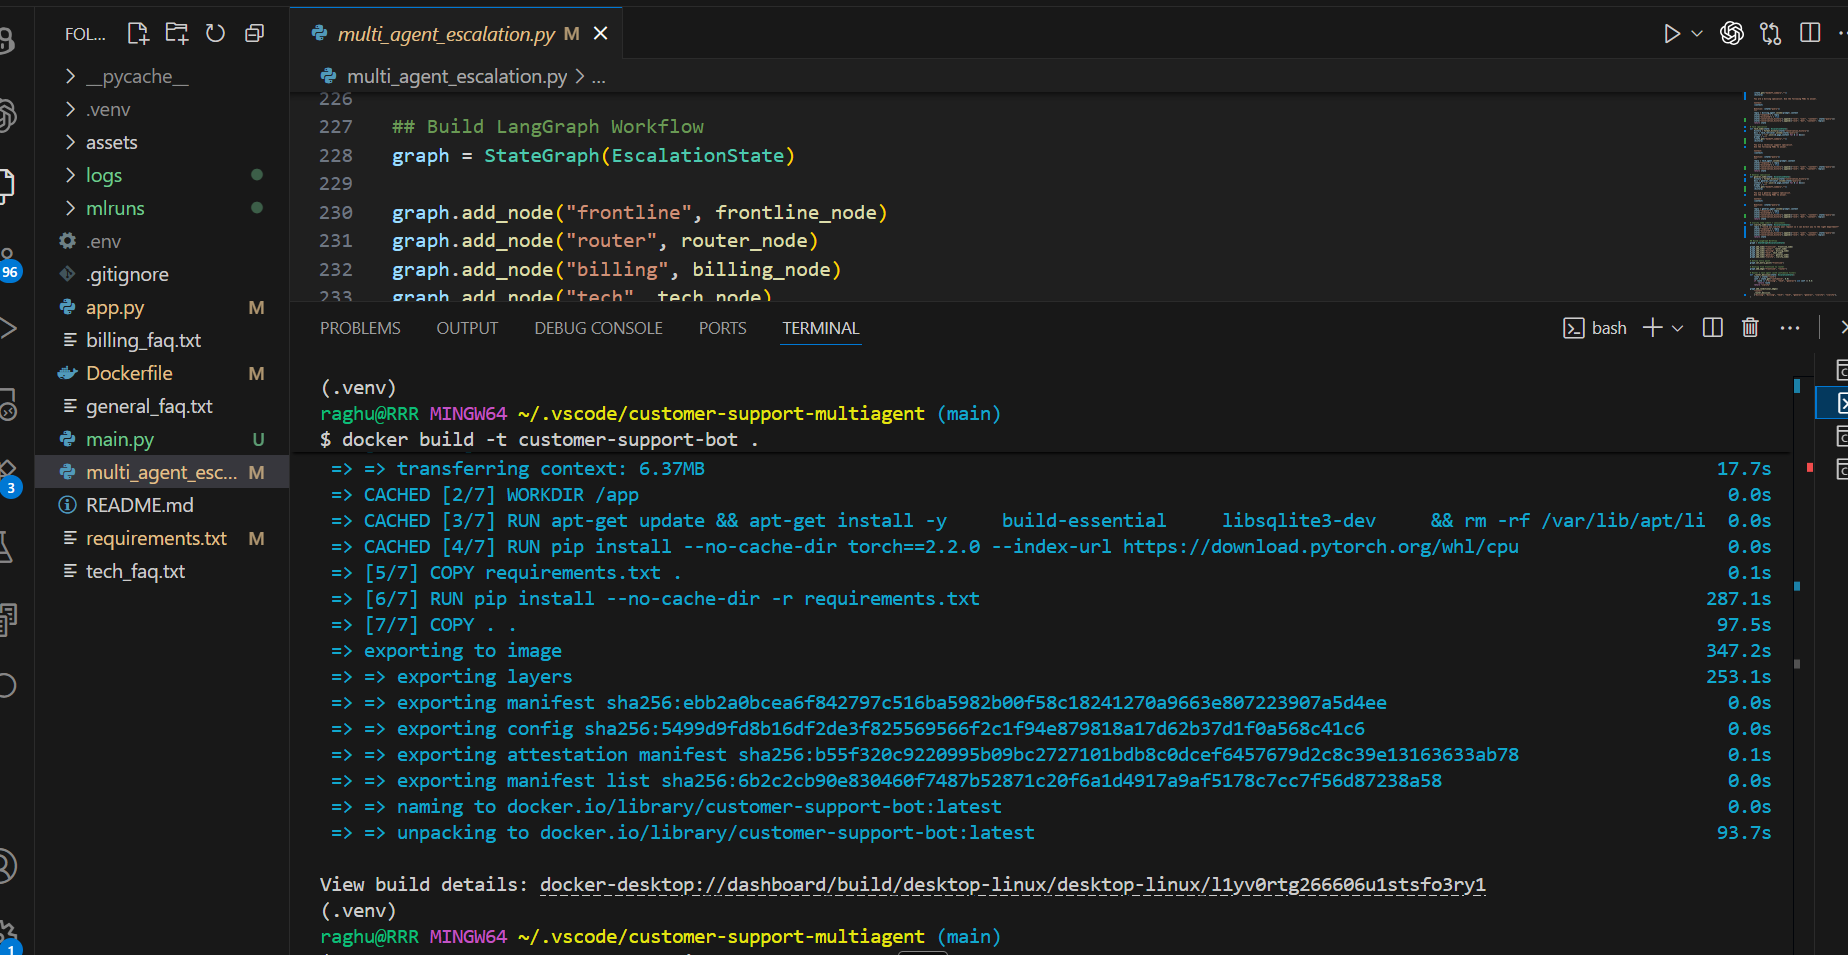 FOL...
__pycache__
.venv
assets
logs
mlruns
.env
.gitignore
app.py M
billing_faq.txt
Dockerfile M
general_faq.txt
main.py U
multi_agent_esc... M
README.md
requirements.txt M
tech_faq.txt
96
3
1
multi_agent_escalation.py M
multi_agent_escalation.py > ...
226
227 ## Build LangGraph Workflow
228 graph = StateGraph(EscalationState)
229
230 graph.add_node("frontline", frontline_node)
231 graph.add_node("router", router_node)
232 graph.add_node("billing", billing_node)
233 graph.add_node("tech", tech_node)
PROBLEMS OUTPUT DEBUG CONSOLE PORTS TERMINAL
bash
(.venv)
raghu@RRR MINGW64 ~/.vscode/customer-support-multiagent (main)
$ docker build -t customer-support-bot .
=> => transferring context: 6.37MB 17.7s
=> CACHED [2/7] WORKDIR /app 0.0s
=> CACHED [3/7] RUN apt-get update && apt-get install -y build-essential libsqlite3-dev && rm -rf /var/lib/apt/li 0.0s
=> CACHED [4/7] RUN pip install --no-cache-dir torch==2.2.0 --index-url https://download.pytorch.org/whl/cpu 0.0s
=> [5/7] COPY requirements.txt . 0.1s
=> [6/7] RUN pip install --no-cache-dir -r requirements.txt 287.1s
=> [7/7] COPY . . 97.5s
=> exporting to image 347.2s
=> => exporting layers 253.1s
=> => exporting manifest sha256:ebb2a0bcea6f842797c516ba5982b00f58c18241270a9663e807223907a5d4ee 0.0s
=> => exporting config sha256:5499d9fd8b16df2de3f825569566f2c1f94e879818a17d62b37d1f0a568c41c6 0.0s
=> => exporting attestation manifest sha256:b55f320c9220995b09bc2727101bdb8c0dcef6457679d2c8c39e13163633ab78 0.1s
=> => exporting manifest list sha256:6b2c2cb90e830460f7487b52871c20f6a1d4917a9af5178c7cc7f56d87238a58 0.0s
=> => naming to docker.io/library/customer-support-bot:latest 0.0s
=> => unpacking to docker.io/library/customer-support-bot:latest 93.7s
View build details: docker-desktop://dashboard/build/desktop-linux/desktop-linux/l1yv0rtg266606u1stsfo3ry1
(.venv)
raghu@RRR MINGW64 ~/.vscode/customer-support-multiagent (main)